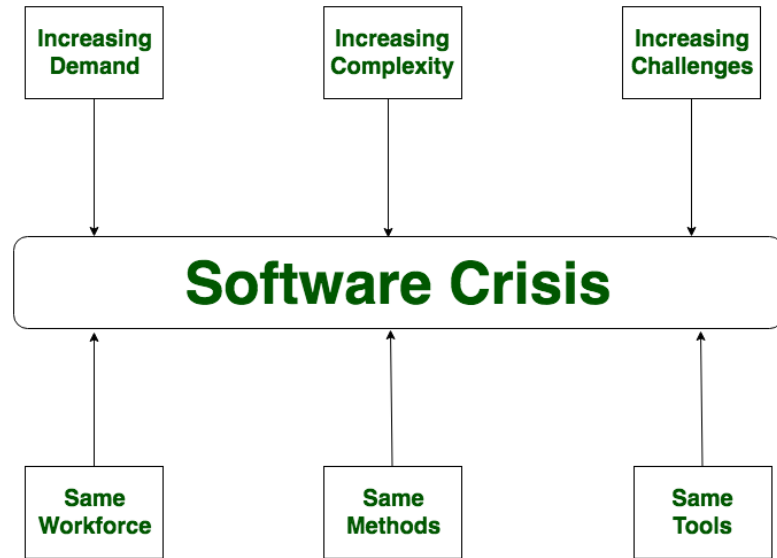 Increasing
Demand
Increasing
Complexity
Increasing
Challenges
Software Crisis
Same
Workforce
Same
Methods
Same
Tools